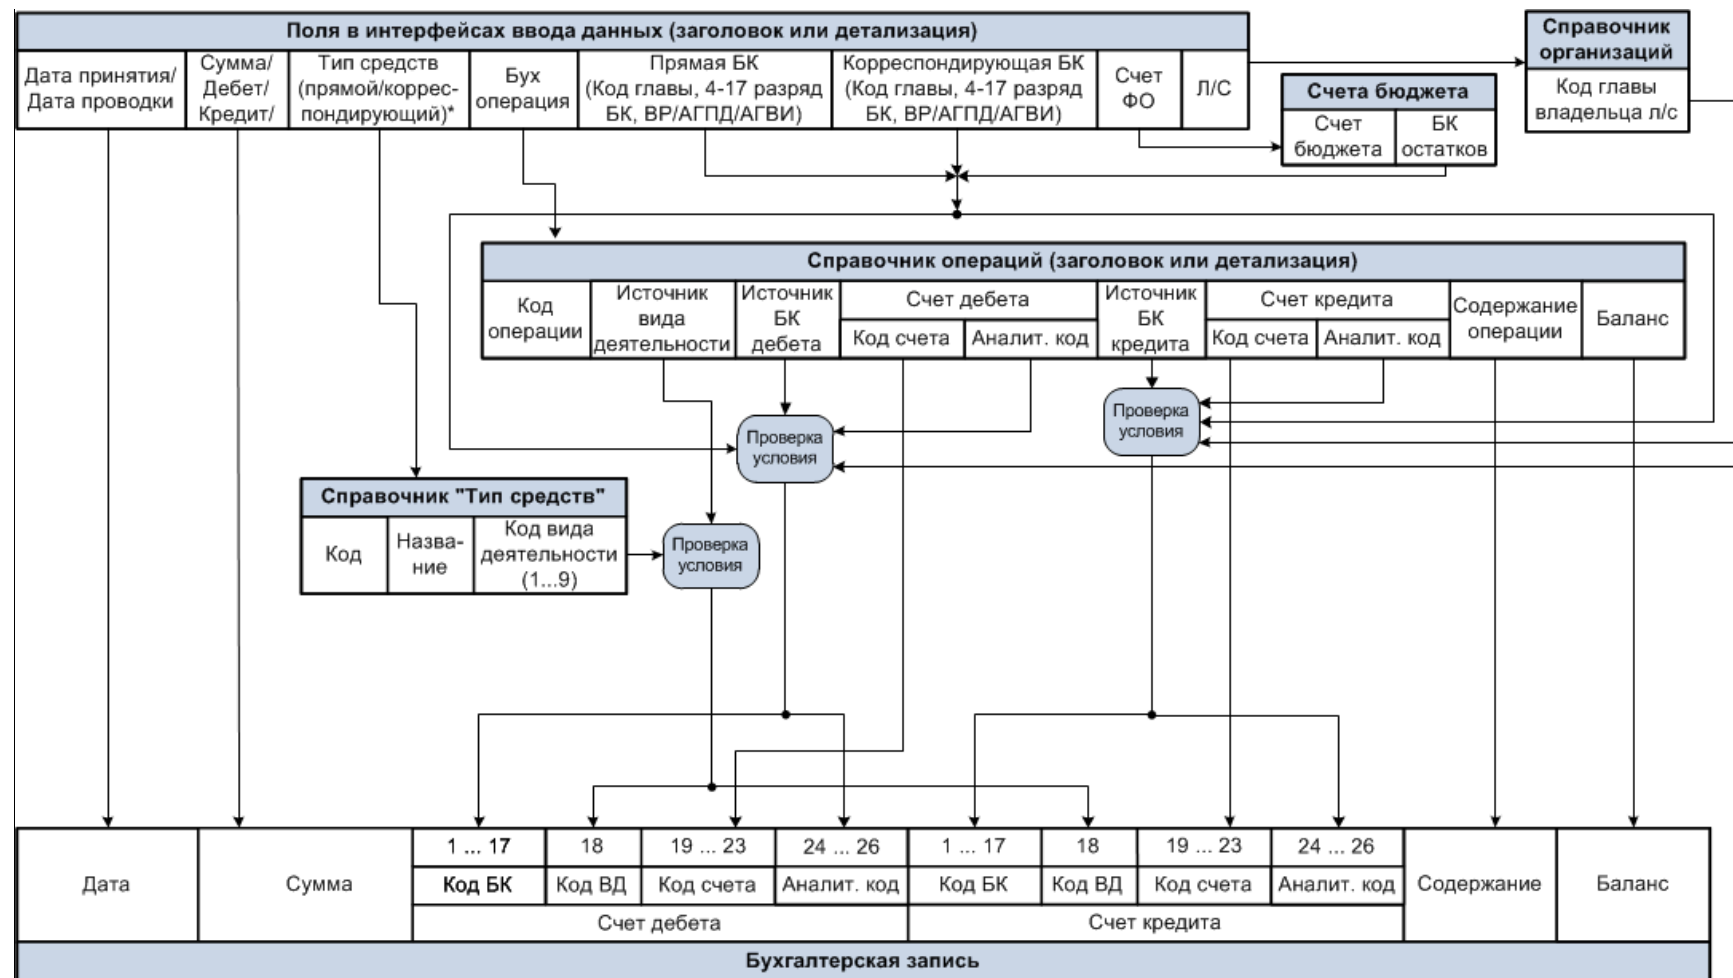 Поля в интерфейсах ввода данных (заголовок или детализация)
Дата принятия/
Дата проводки
Сумма/
Дебет/
Кредит/
Тип средств
(прямой/коррес-
пондирующий)*
Бух
операция
Прямая БК
(Код главы, 4-17 разряд
БК, ВР/АГПД/АГВИ)
Корреспондирующая БК
(Код главы, 4-17 разряд
БК, ВР/АГПД/АГВИ)
Счет
ФО
Л/С
Счета бюджета
Счет
бюджета
БК
остатков
Справочник
организаций
Код главы
владельца л/с
Справочник операций (заголовок или детализация)
Код
операции
Источник
вида
деятельности
Источник
БК
дебета
Счет дебета
Код счета
Аналит. код
Источник
БК
кредита
Счет кредита
Код счета
Аналит. код
Содержание
операции
Баланс
Проверка
условия
Проверка
условия
Справочник "Тип средств"
Код
Назва-
ние
Код вида
деятельности
(1...9)
Проверка
условия
Дата
Сумма
1 ... 17
18
19 ... 23
24 ... 26
1 ... 17
18
19 ... 23
24 ... 26
Код БК
Код ВД
Код счета
Аналит. код
Код БК
Код ВД
Код счета
Аналит. код
Счет дебета
Счет кредита
Содержание
Баланс
Бухгалтерская запись